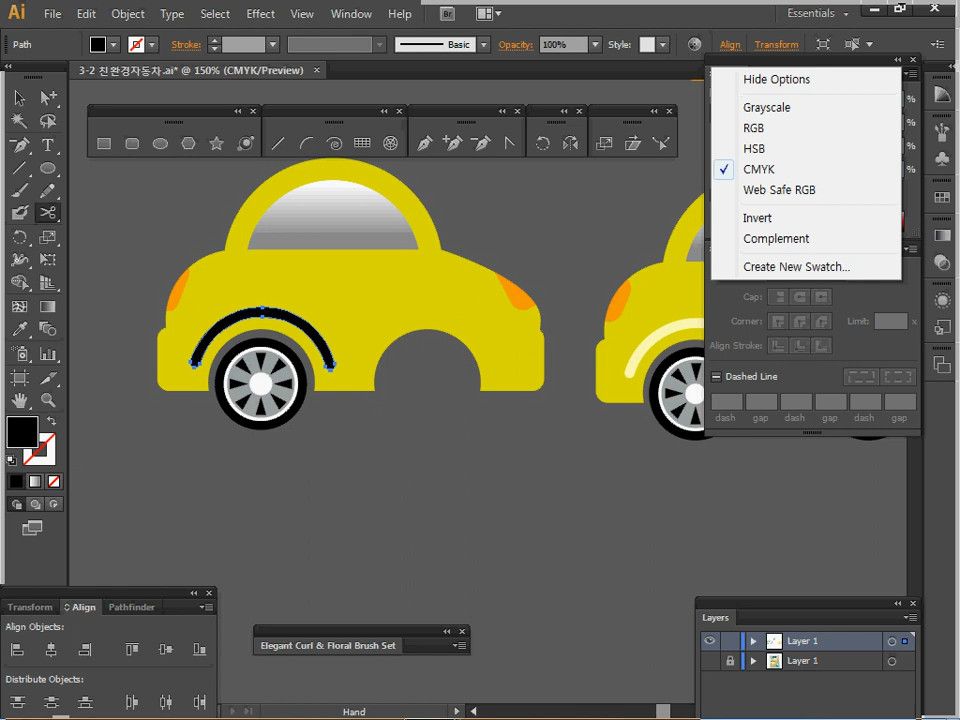 Ai File Edit Object Type Select Effect View Window Help Br Essentials
Path Stroke: Basic Opacity: 100% Style: Align Transform
3-2 친환경자동차.ai* @ 150% (CMYK/Preview) ×
Hide Options
Grayscale
RGB
HSB
CMYK
Web Safe RGB
Invert
Complement
Create New Swatch...
%
%
%
%
Cap:
Corner: Limit: x
Align Stroke:
Dashed Line
dash gap dash gap dash gap
Transform Align Pathfinder
Align Objects:
Distribute Objects:
Elegant Curl & Floral Brush Set
Layers
Layer 1
Layer 1
Hand